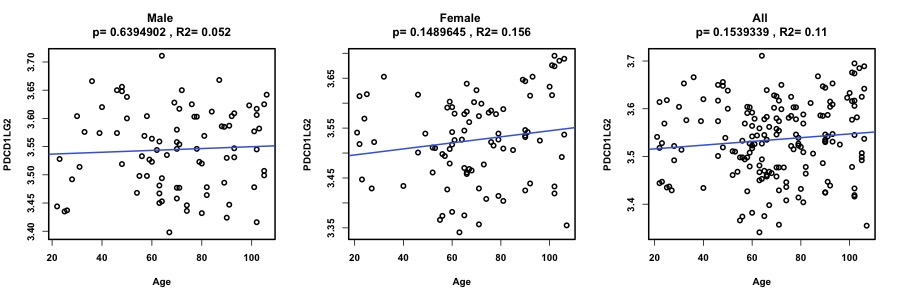 Male
p= 0.6394902 , R2= 0.052
PDCD1LG2
3.70
3.65
3.60
3.55
3.50
3.45
3.40
20 40 60 80 100
Age
Female
p= 0.1489645 , R2= 0.156
PDCD1LG2
3.65
3.55
3.45
3.35
20 40 60 80 100
Age
All
p= 0.1539339 , R2= 0.11
PDCD1LG2
3.7
3.6
3.5
3.4
20 40 60 80 100
Age